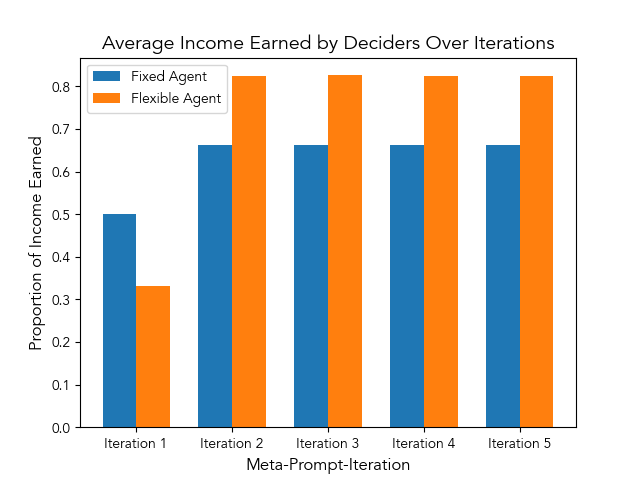 Average Income Earned by Deciders Over Iterations
Fixed Agent
Flexible Agent
Proportion of Income Earned
0.8
0.7
0.6
0.5
0.4
0.3
0.2
0.1
0.0
Iteration 1
Iteration 2
Iteration 3
Iteration 4
Iteration 5
Meta-Prompt-Iteration